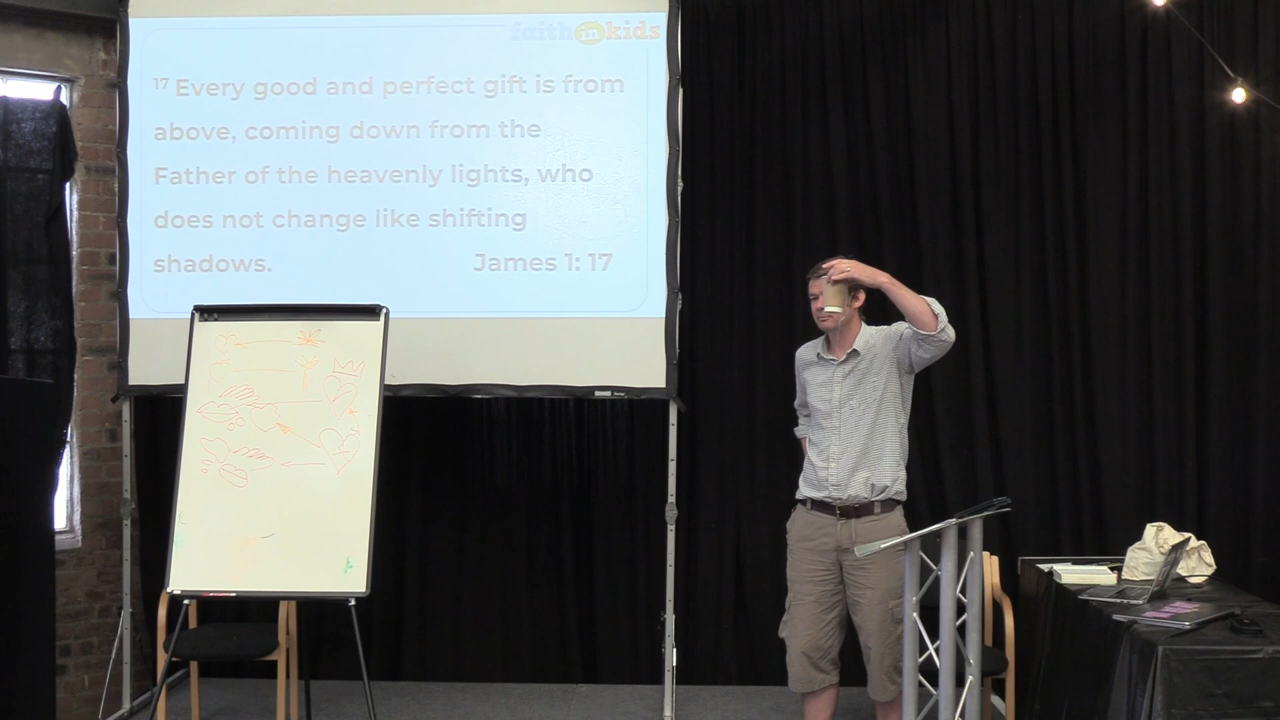 faith in kids
17 Every good and perfect gift is from
above, coming down from the
Father of the heavenly lights, who
does not change like shifting
shadows. James 1: 17